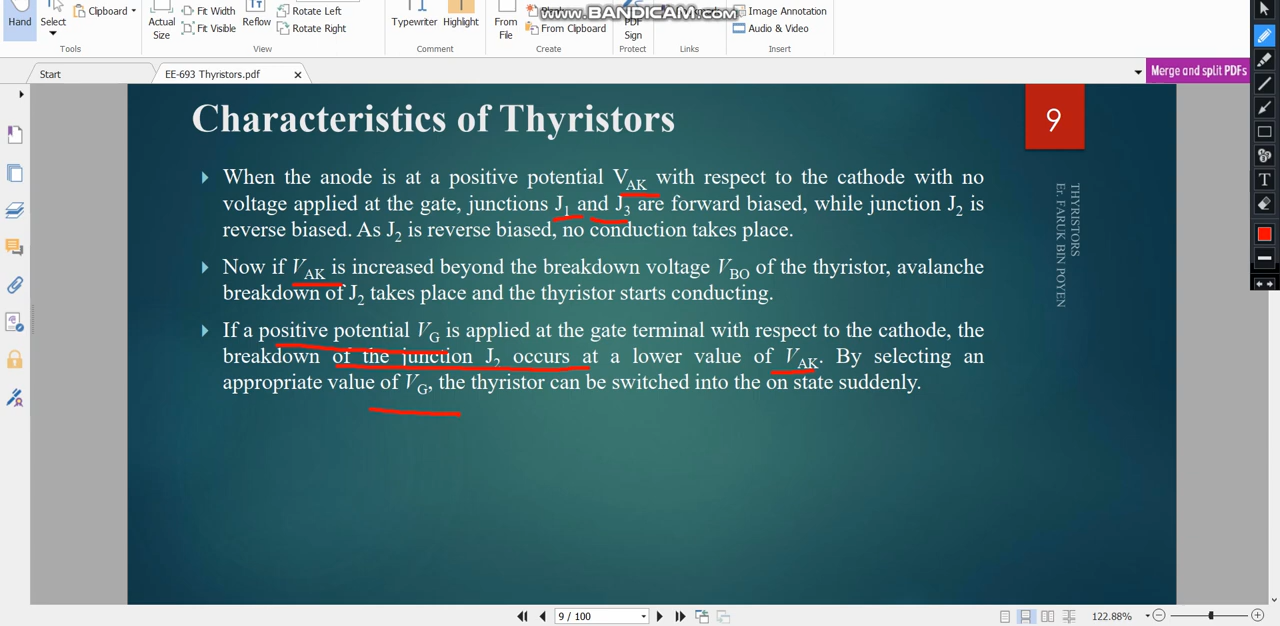 www.BANDICAM.com
Hand
Select
Clipboard
Actual Size
Fit Width
Fit Visible
Reflow
Rotate Left
Rotate Right
Typewriter
Highlight
From File
From Clipboard
PDF Sign
Image Annotation
Audio & Video
Tools
View
Comment
Create
Protect
Links
Insert
Start
EE-693 Thyristors.pdf
Merge and split PDFs
Characteristics of Thyristors
9
When the anode is at a positive potential VAK with respect to the cathode with no
voltage applied at the gate, junctions J1 and J3 are forward biased, while junction J2 is
reverse biased. As J2 is reverse biased, no conduction takes place.
Now if VAK is increased beyond the breakdown voltage VBO of the thyristor, avalanche
breakdown of J2 takes place and the thyristor starts conducting.
If a positive potential VG is applied at the gate terminal with respect to the cathode, the
breakdown of the junction J2 occurs at a lower value of VAK. By selecting an
appropriate value of VG, the thyristor can be switched into the on state suddenly.
THYRISTORS
Er. FARUK BIN POYEN
9 / 100
122.88%